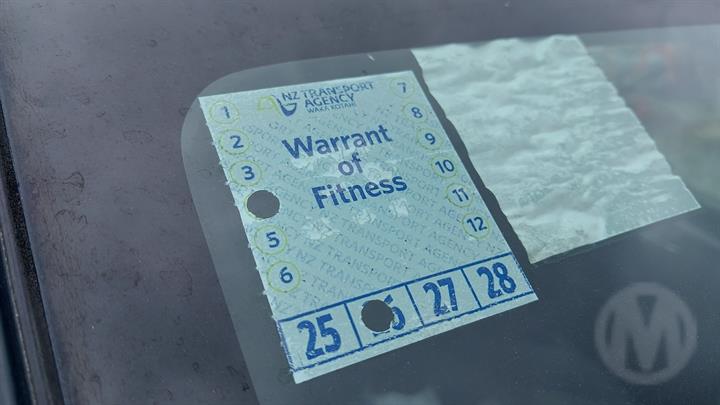 NZ TRANSPORT
AGENCY
WAKA KOTAHI
Warrant
of
Fitness
1
2
3
5
6
7
8
9
10
11
12
25 27 28
M